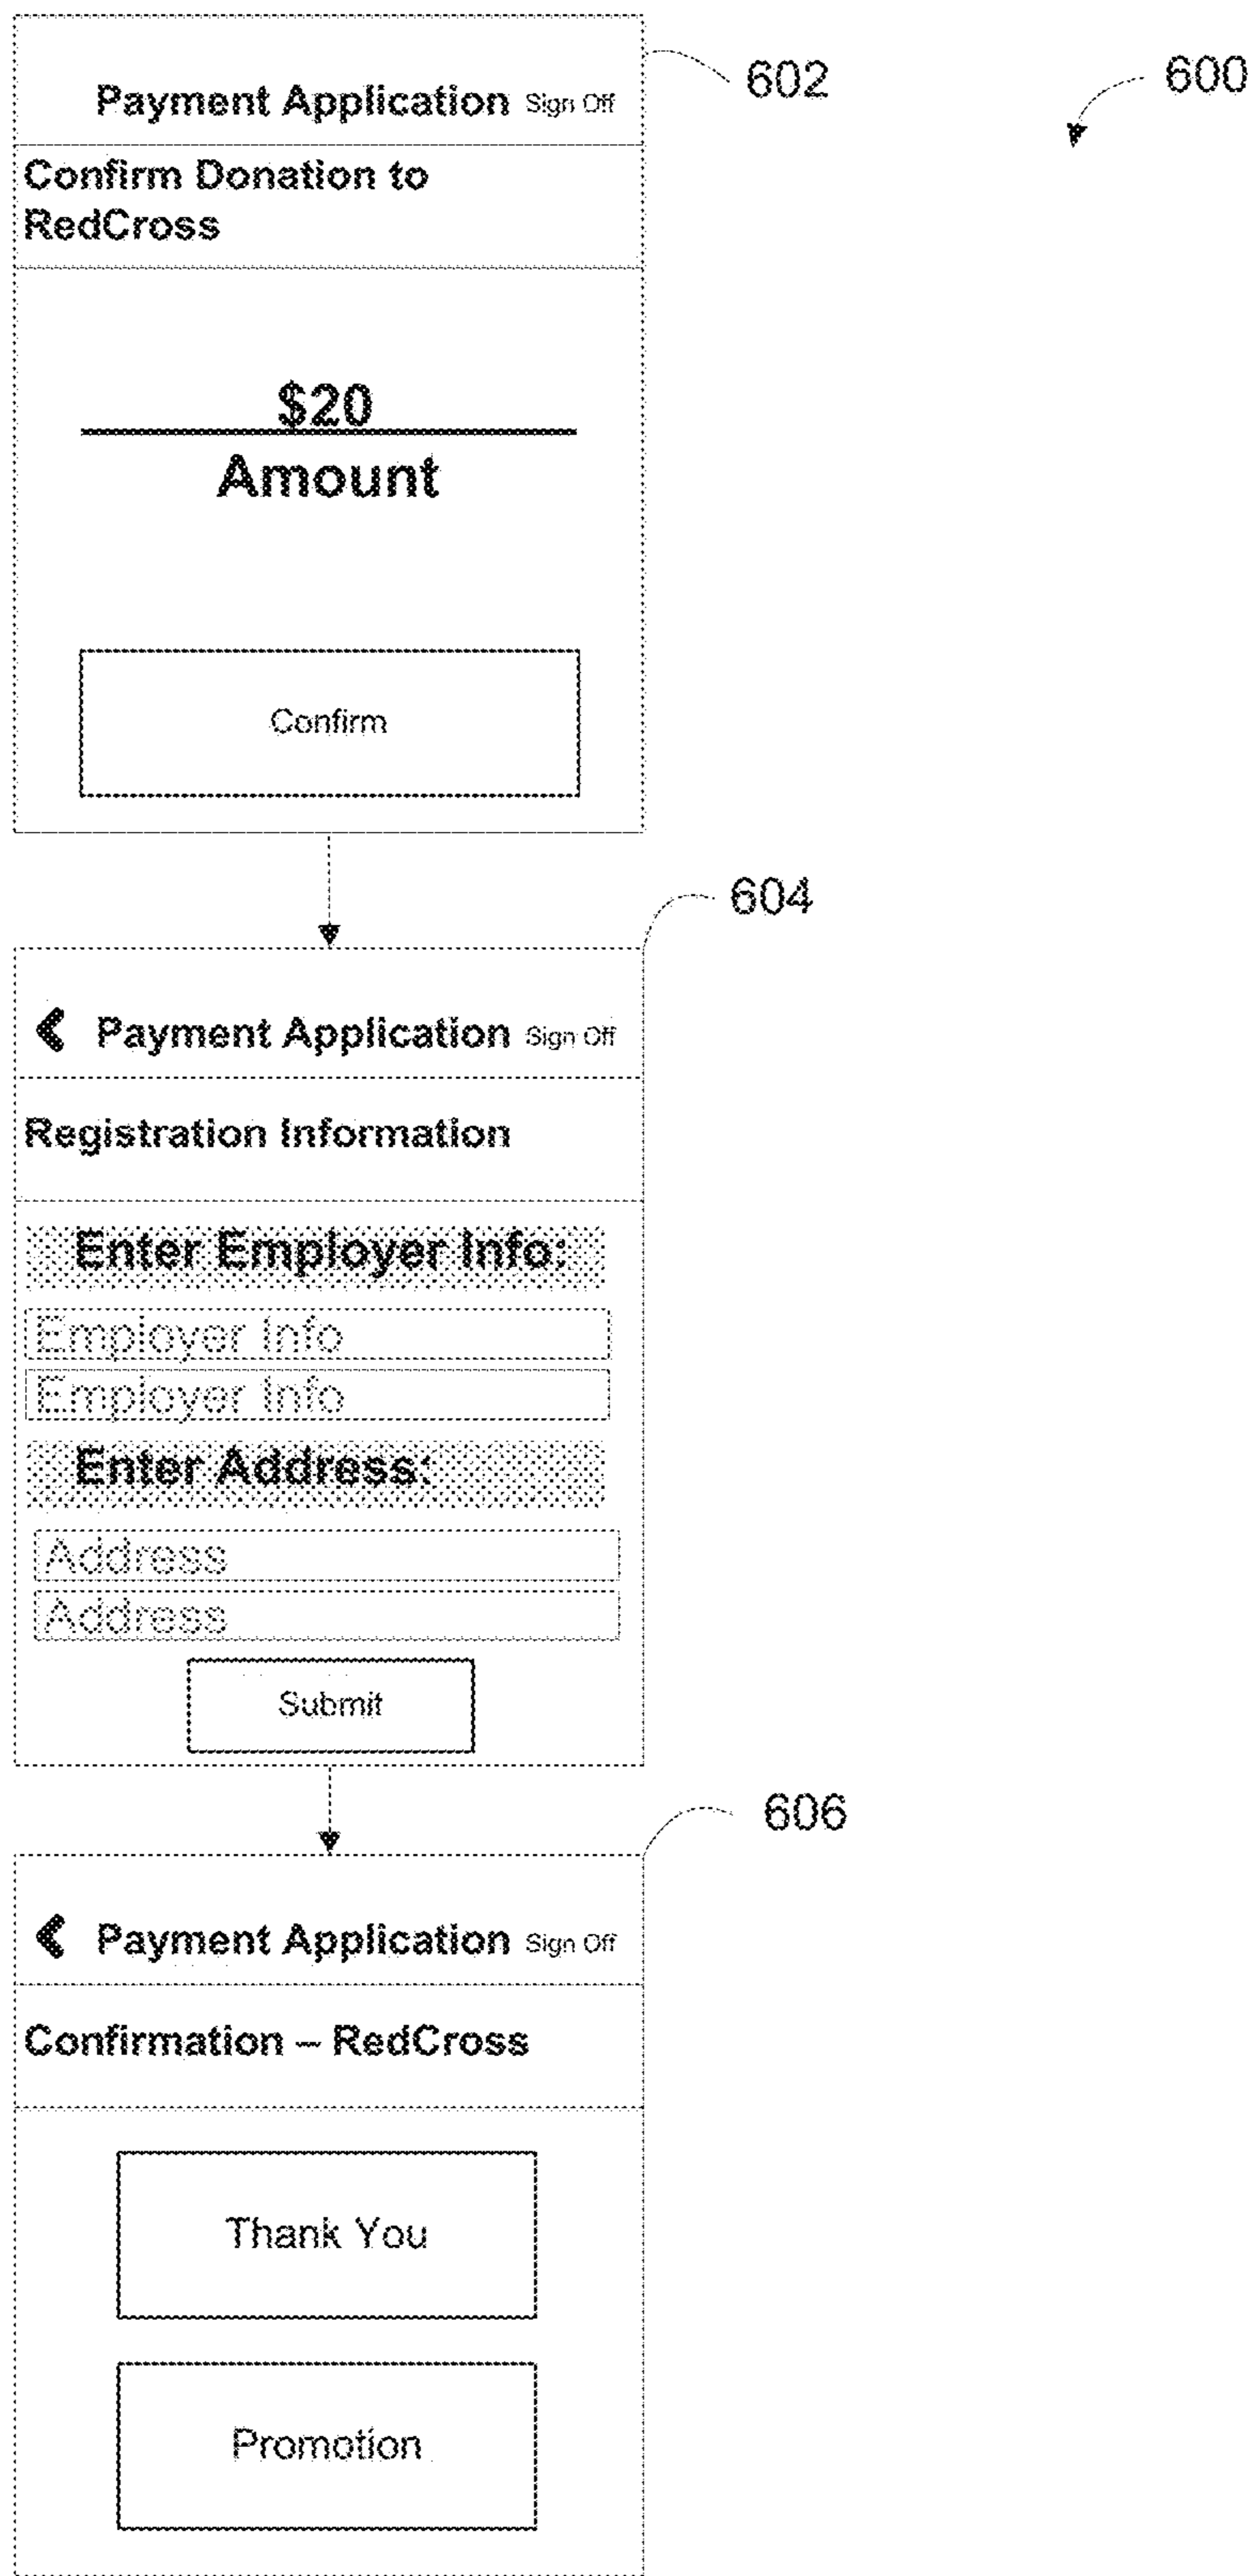 602
600
Payment Application Sign Off
Confirm Donation to
RedCross
$20
Amount
Confirm
604
Payment Application Sign Off
Registration Information
Enter Employer Info:
Employer Info
Employer Info
Enter Address:
Address
Address
Submit
606
Payment Application Sign Off
Confirmation – RedCross
Thank You
Promotion